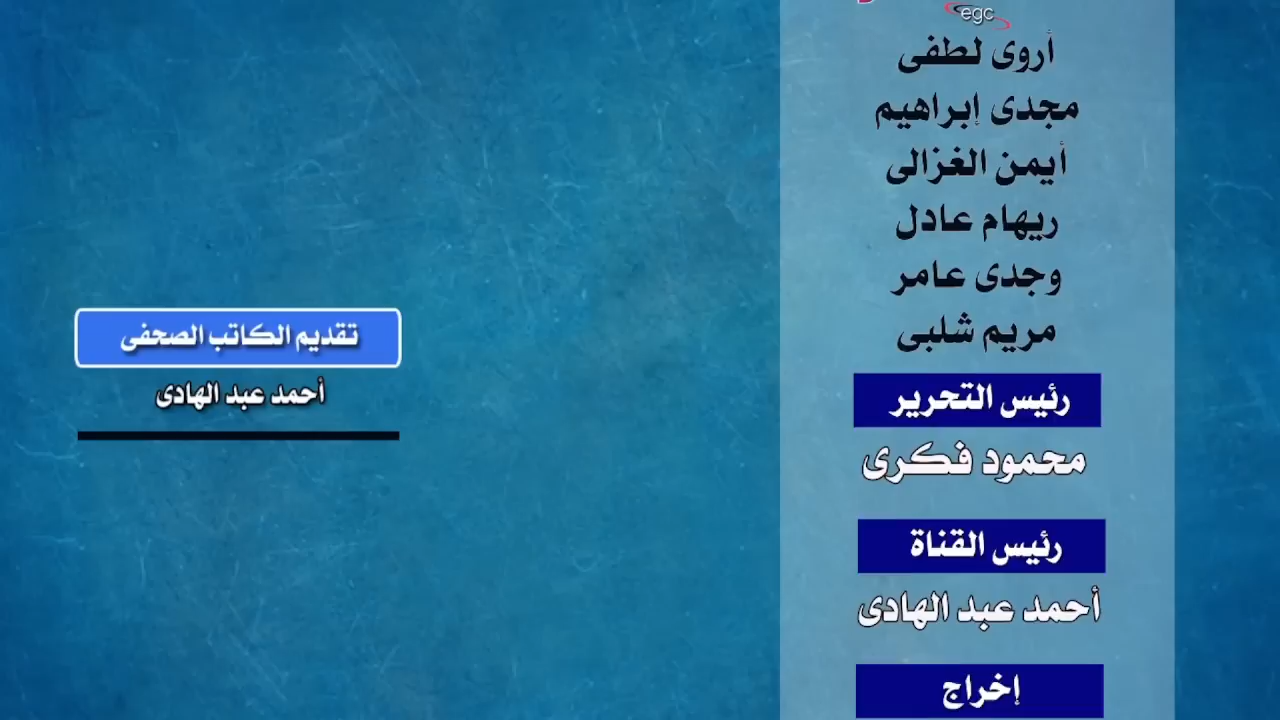 egc
أروى لطفى
مجدى إبراهيم
أيمن الغزالى
ريهام عادل
وجدى عامر
مريم شلبى
رئيس التحرير
محمود فكرى
رئيس القناة
أحمد عبد الهادى
إخراج
تقديم الكاتب الصحفى
أحمد عبد الهادى